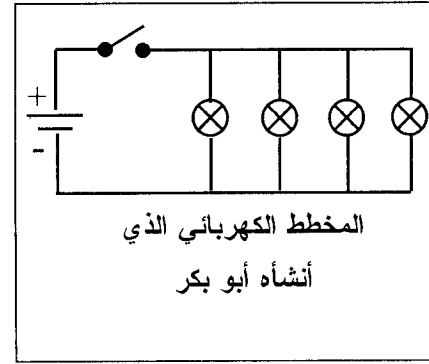 +
-
المخطط الكهربائي الذي
أنشأه أبو بكر